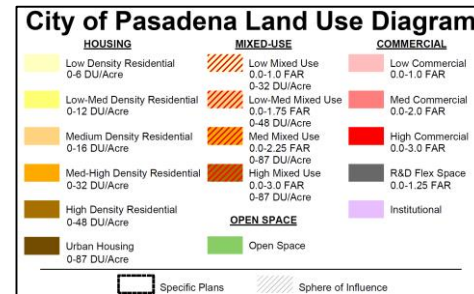 City of Pasadena Land Use Diagram
HOUSING
Low Density Residential
0-6 DU/Acre
Low-Med Density Residential
0-12 DU/Acre
Medium Density Residential
0-16 DU/Acre
Med-High Density Residential
0-32 DU/Acre
High Density Residential
0-48 DU/Acre
Urban Housing
0-87 DU/Acre
MIXED-USE
Low Mixed Use
0.0-1.0 FAR
0-32 DU/Acre
Low-Med Mixed Use
0.0-1.75 FAR
0-48 DU/Acre
Med Mixed Use
0.0-2.25 FAR
0-87 DU/Acre
High Mixed Use
0.0-3.0 FAR
0-87 DU/Acre
OPEN SPACE
Open Space
COMMERCIAL
Low Commercial
0.0-1.0 FAR
Med Commercial
0.0-2.0 FAR
High Commercial
0.0-3.0 FAR
R&D Flex Space
0.0-1.25 FAR
Institutional
Specific Plans
Sphere of Influence